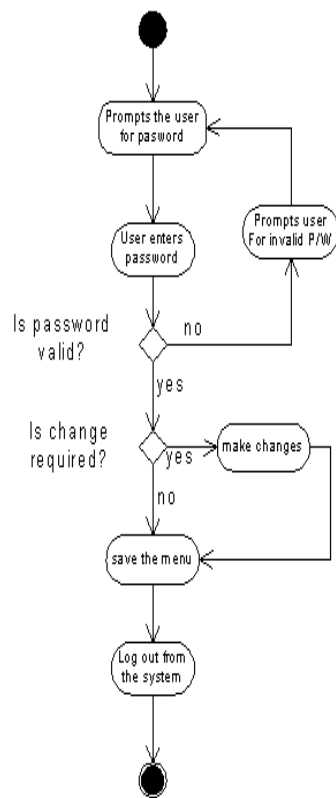 Prompts the user
for pasword
User enters
password
Prompts user
For invalid P/W
Is password
valid?
no
yes
Is change
required?
yes
make changes
no
save the menu
Log out from
the system